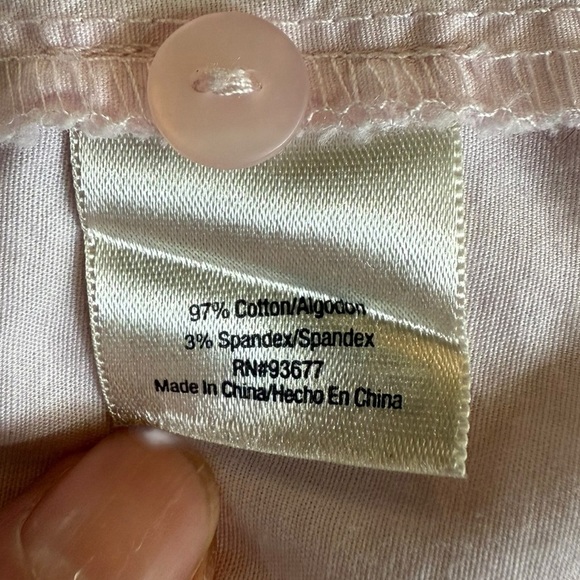 97% Cotton/Algodon
3% Spandex/Spandex
RN#93677
Made In China/Hecho En China